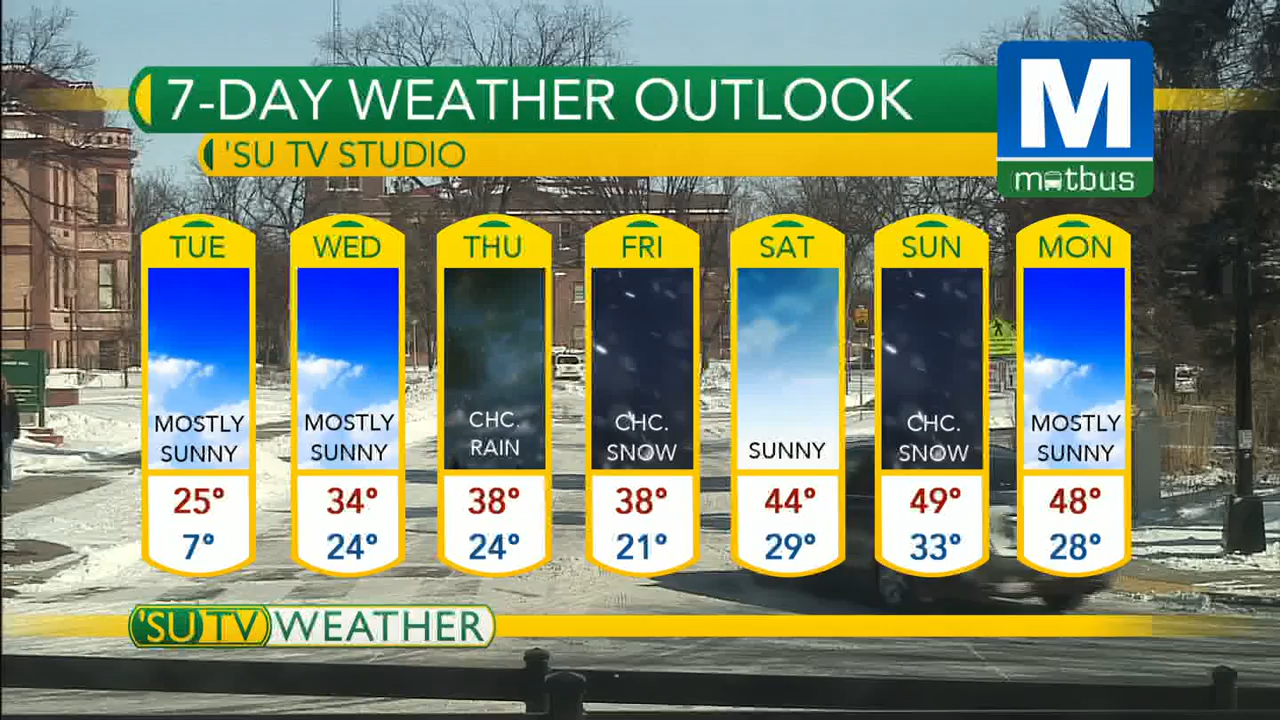 7-DAY WEATHER OUTLOOK
'SU TV STUDIO
M
matbus
TUE
MOSTLY
SUNNY
25°
7°
WED
MOSTLY
SUNNY
34°
24°
THU
CHC.
RAIN
38°
24°
FRI
CHC.
SNOW
38°
21°
SAT
SUNNY
44°
29°
SUN
CHC.
SNOW
49°
33°
MON
MOSTLY
SUNNY
48°
28°
'SU TV WEATHER